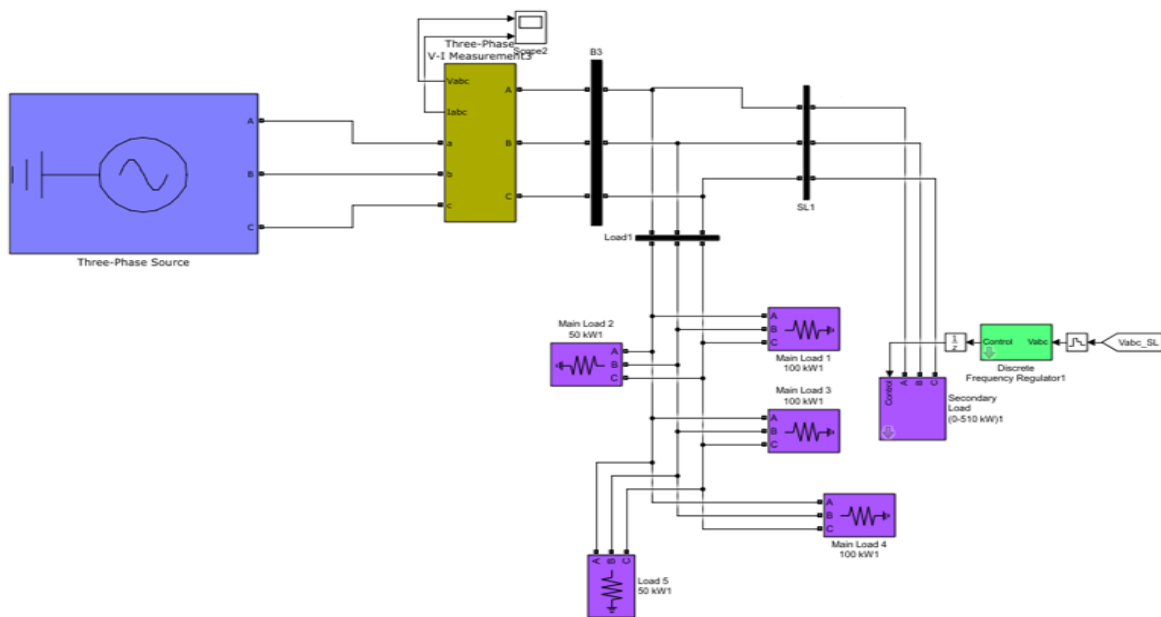 Scope2
Three-Phase
V-I Measurement3
Vabc
Iabc
a
b
c
A
B
C
A
B
C
Three-Phase Source
B3
SL1
Load1
Main Load 2
50 kW1
A
B
C
A
B
C
Main Load 1
100 kW1
Main Load 3
100 kW1
A
B
C
A
B
C
Main Load 4
100 kW1
A
B
C
Load 5
50 kW1
1
z
Control
Vabc
Discrete
Frequency Regulator1
Vabc_SL
Control
A
B
C
Secondary
Load
(0-510 kW)1